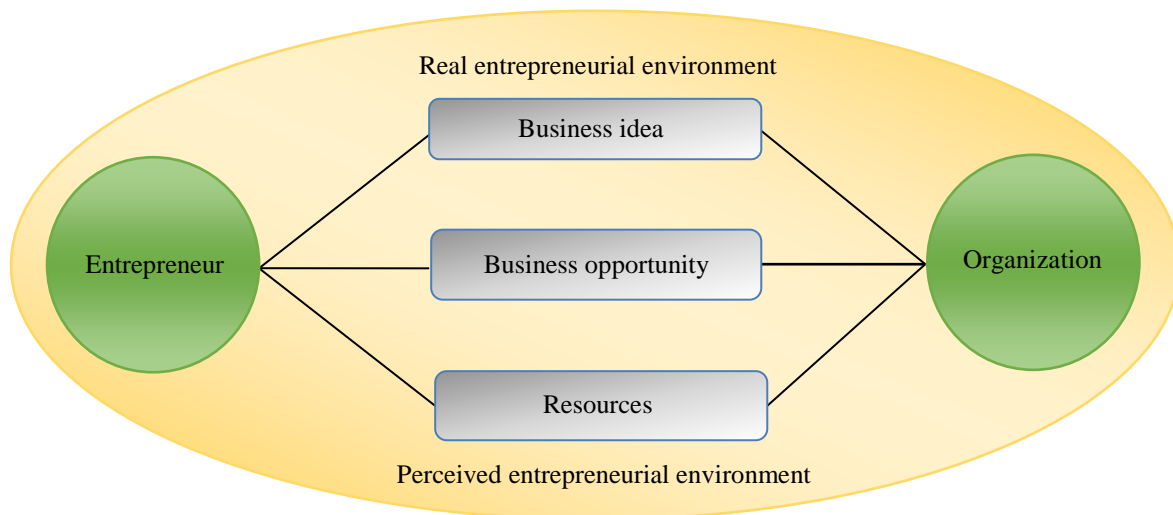 Real entrepreneurial environment
Business idea
Entrepreneur
Business opportunity
Organization
Resources
Perceived entrepreneurial environment